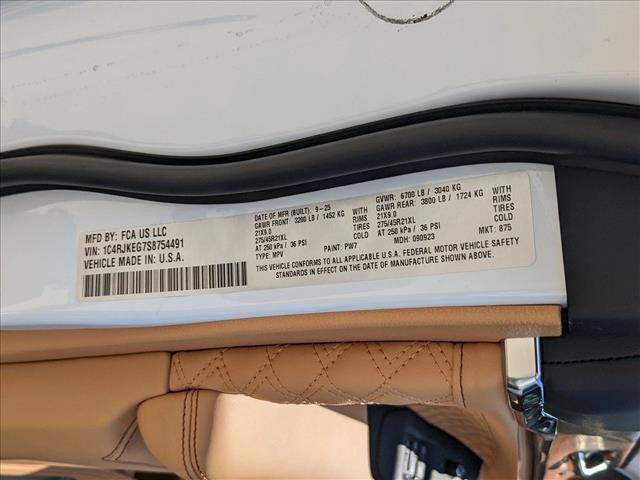 MFD BY: FCA US LLC
VIN: 1C4RJKEG7S8754491
VEHICLE MADE IN: U.S.A.
DATE OF MFR (BUILT): 9-25
GAWR FRONT: 3200 LB / 1452 KG WITH
21X9.0 RIMS
275/45R21XL TIRES
AT 250 kPa / 36 PSI COLD
TYPE: MPV PAINT: PW7
GVWR: 6700 LB / 3040 KG
GAWR REAR: 3800 LB / 1724 KG WITH
21X9.0 RIMS
275/45R21XL TIRES
AT 250 kPa / 36 PSI COLD
MDH: 090923 MKT: 875
THIS VEHICLE CONFORMS TO ALL APPLICABLE U.S.A. FEDERAL MOTOR VEHICLE SAFETY
STANDARDS IN EFFECT ON THE DATE OF MANUFACTURE SHOWN ABOVE.